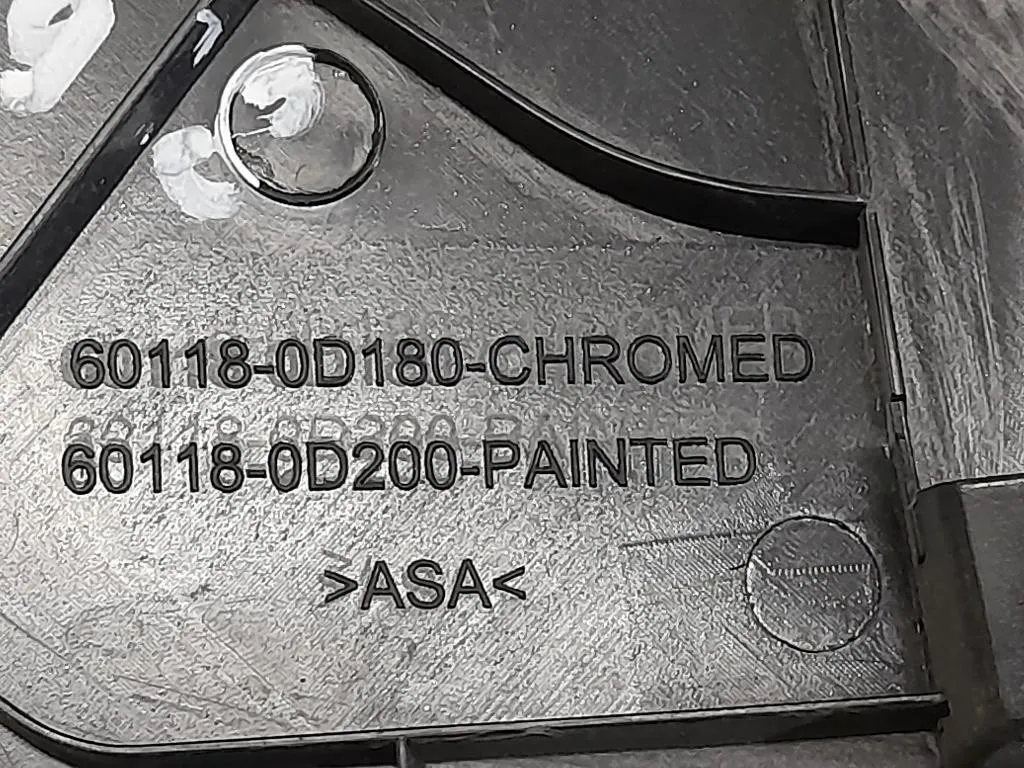 60118-0D180-CHROMED
60118-0D200-PAINTED
>ASA<